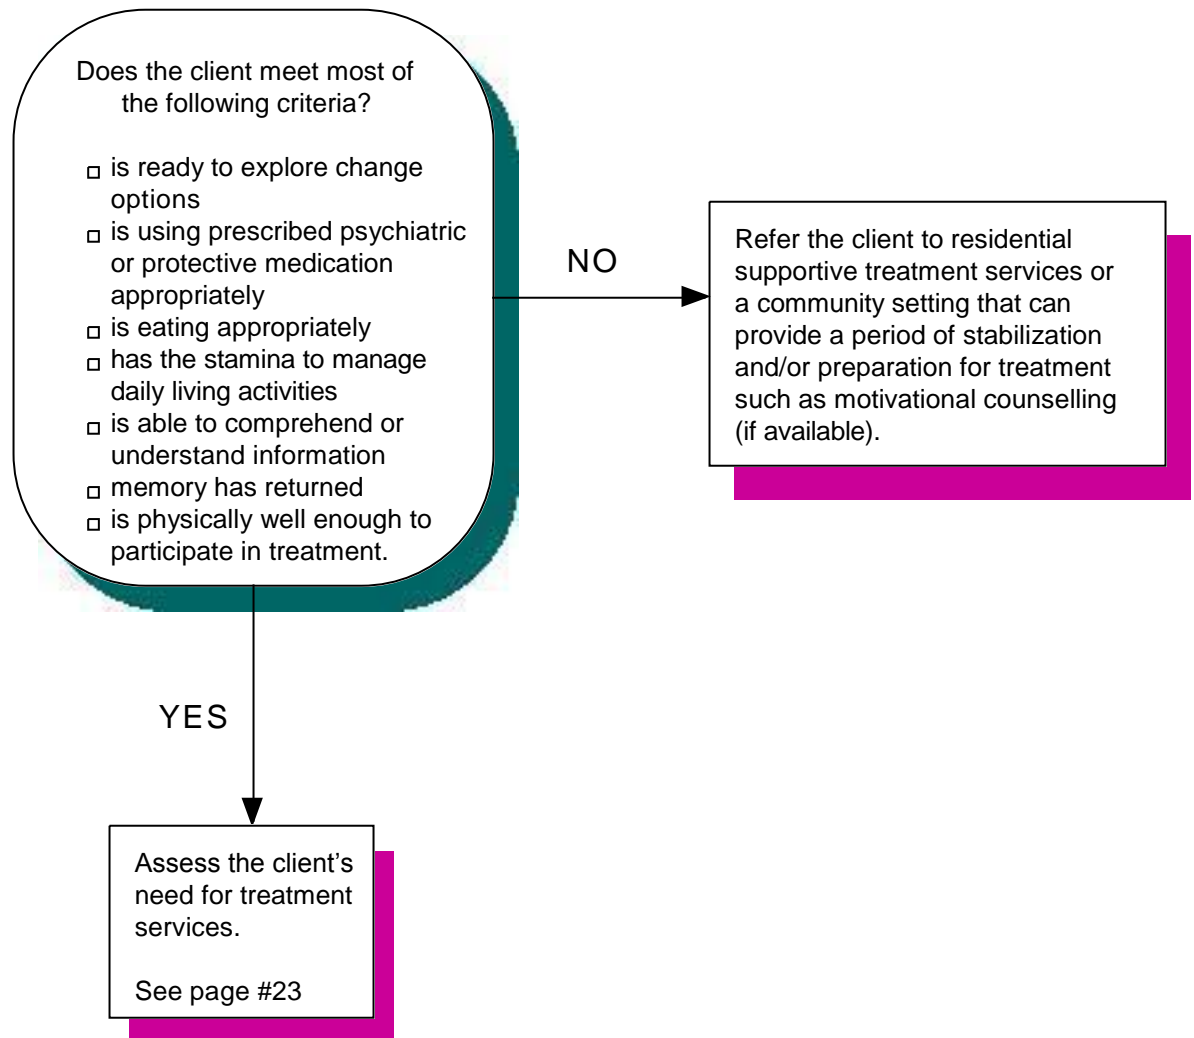 Does the client meet most of
the following criteria?
is ready to explore change
options
is using prescribed psychiatric
or protective medication
appropriately
is eating appropriately
has the stamina to manage
daily living activities
is able to comprehend or
understand information
memory has returned
is physically well enough to
participate in treatment.
NO
Refer the client to residential
supportive treatment services or
a community setting that can
provide a period of stabilization
and/or preparation for treatment
such as motivational counselling
(if available).
YES
Assess the client’s
need for treatment
services.
See page #23